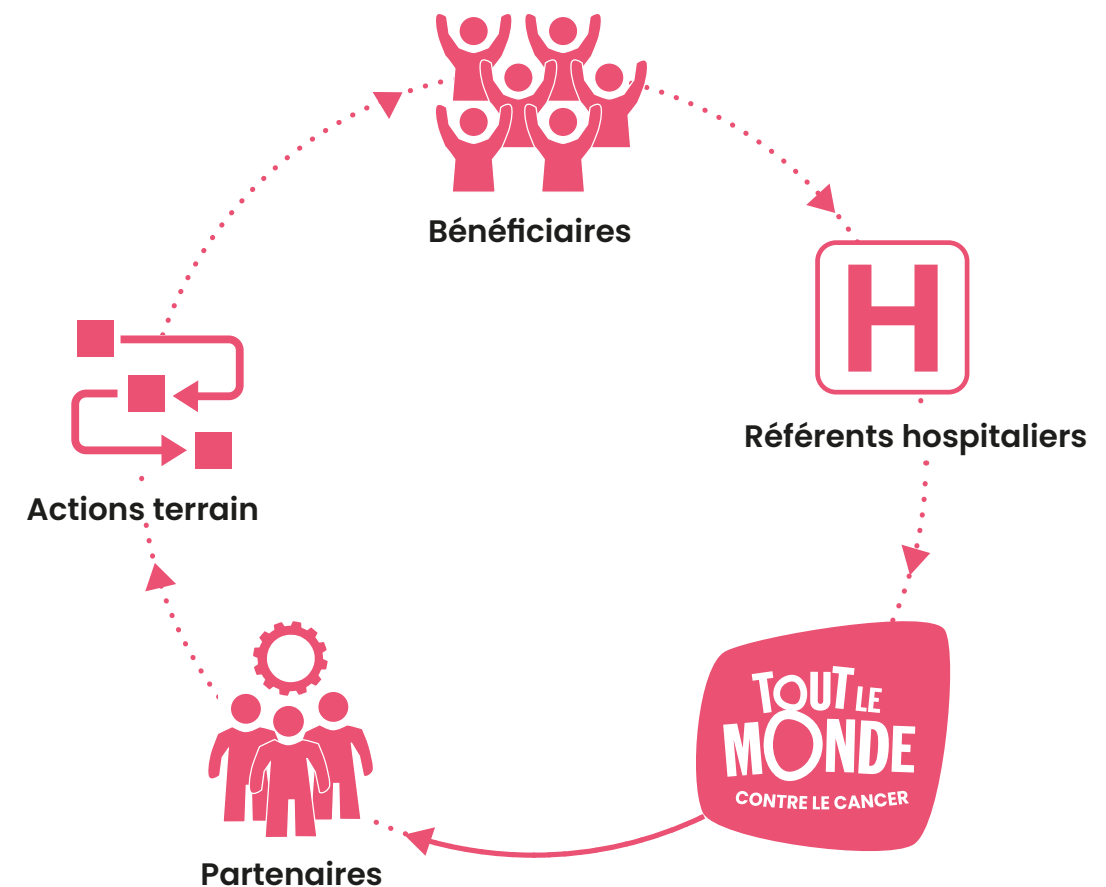 Bénéficiaires
H
Référents hospitaliers
Actions terrain
TOUT LE
MONDE
CONTRE LE CANCER
Partenaires